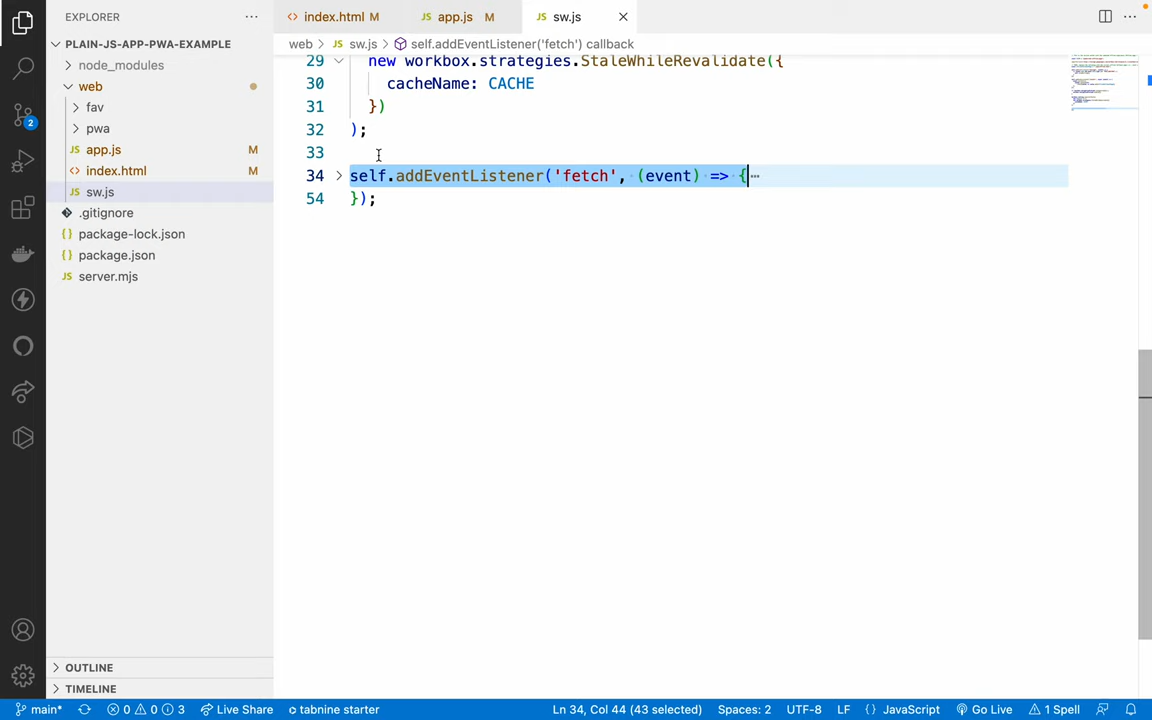 EXPLORER
index.html M
app.js M
sw.js
PLAIN-JS-APP-PWA-EXAMPLE
web > sw.js > self.addEventListener('fetch') callback
node_modules
web
fav
pwa
app.js M
index.html M
sw.js
.gitignore
package-lock.json
package.json
server.mjs
29 new workbox.strategies.StaleWhileRevalidate({
30 cacheName: CACHE
31 })
32 );
33
34 self.addEventListener('fetch', (event) => {…
54 });
2
OUTLINE
TIMELINE
main* 0 0 3 Live Share tabnine starter Ln 34, Col 44 (43 selected) Spaces: 2 UTF-8 LF {} JavaScript Go Live 1 Spell